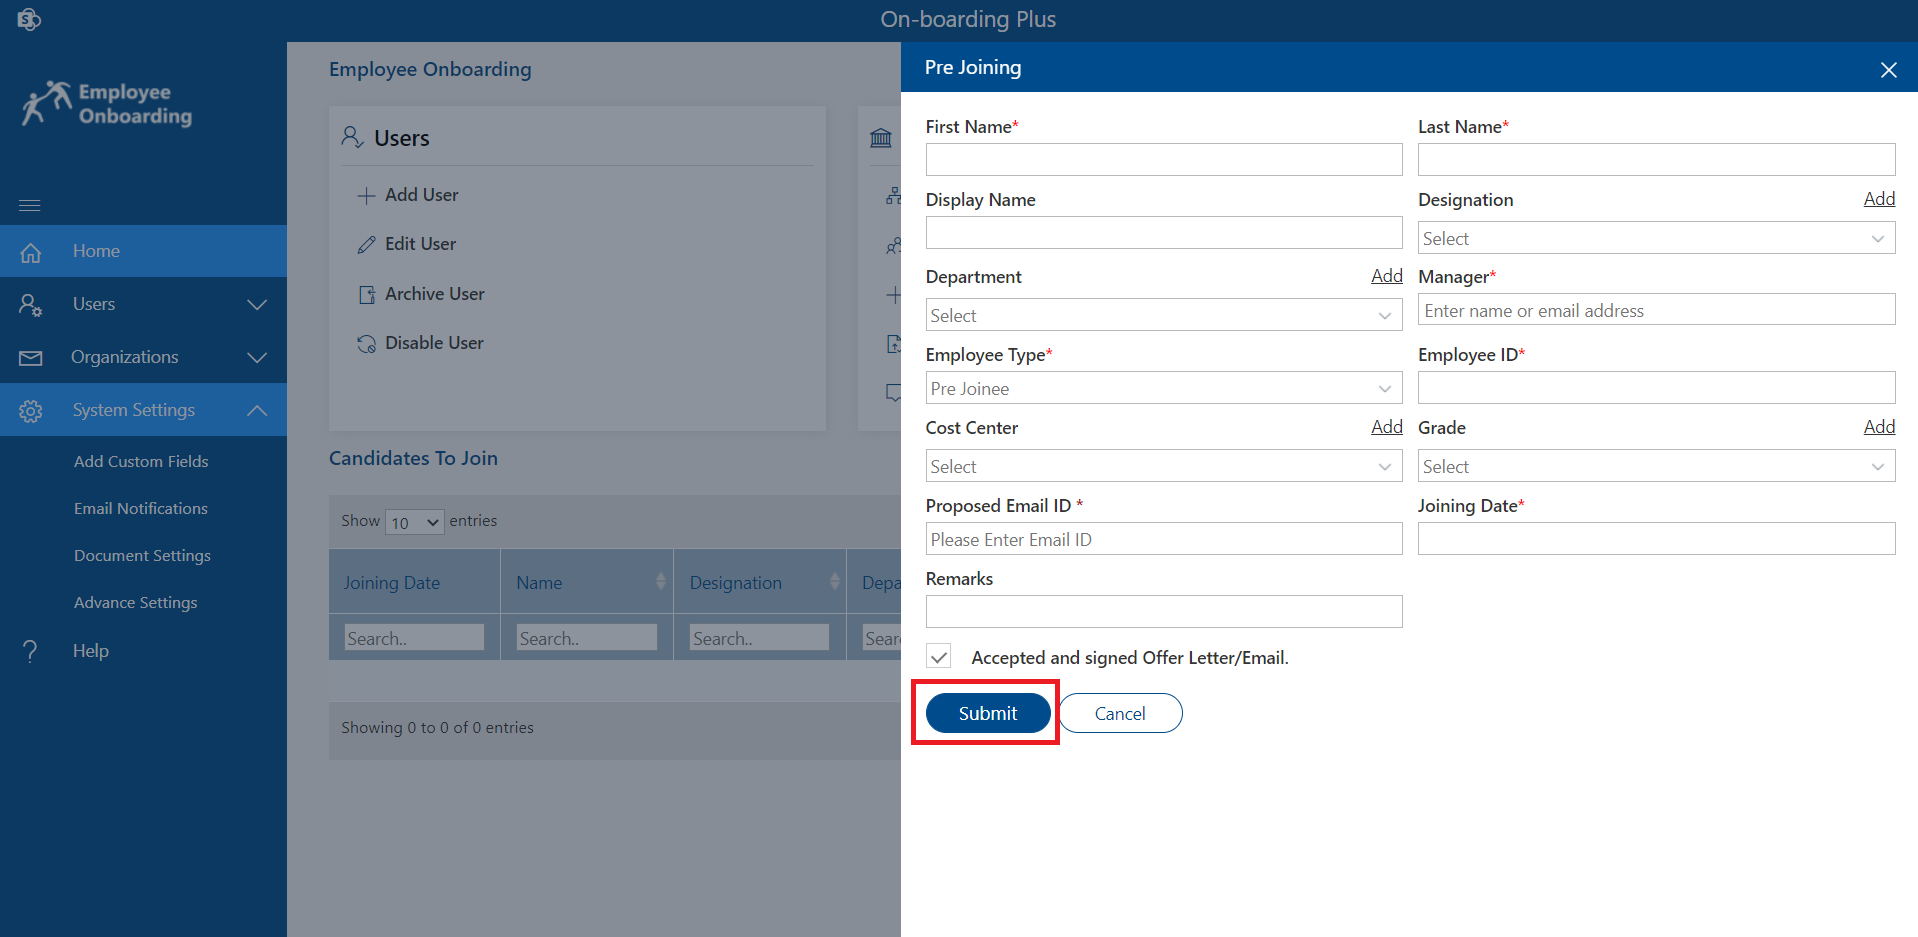 On-boarding Plus
Employee
Onboarding
Home
Users
Organizations
System Settings
Add Custom Fields
Email Notifications
Document Settings
Advance Settings
Help
Employee Onboarding
Users
Add User
Edit User
Archive User
Disable User
Candidates To Join
Show 10 entries
Joining Date Name Designation Depa
Search.. Search.. Search.. Sear
Showing 0 to 0 of 0 entries
Pre Joining
First Name* Last Name*
Display Name Designation Add
Select
Department Add Manager*
Select Enter name or email address
Employee Type* Employee ID*
Pre Joinee
Cost Center Add Grade Add
Select Select
Proposed Email ID * Joining Date*
Please Enter Email ID
Remarks
Accepted and signed Offer Letter/Email.
Submit Cancel